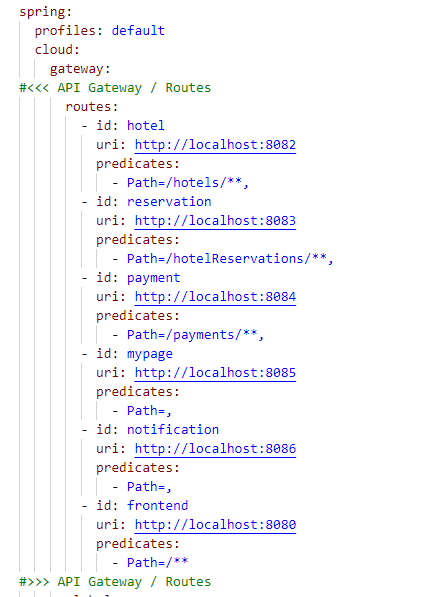 spring:
  profiles: default
  cloud:
    gateway:
#<<< API Gateway / Routes
      routes:
        - id: hotel
          uri: http://localhost:8082
          predicates:
            - Path=/hotels/**,
        - id: reservation
          uri: http://localhost:8083
          predicates:
            - Path=/hotelReservations/**,
        - id: payment
          uri: http://localhost:8084
          predicates:
            - Path=/payments/**,
        - id: mypage
          uri: http://localhost:8085
          predicates:
            - Path=,
        - id: notification
          uri: http://localhost:8086
          predicates:
            - Path=,
        - id: frontend
          uri: http://localhost:8080
          predicates:
            - Path=/**
#>>> API Gateway / Routes